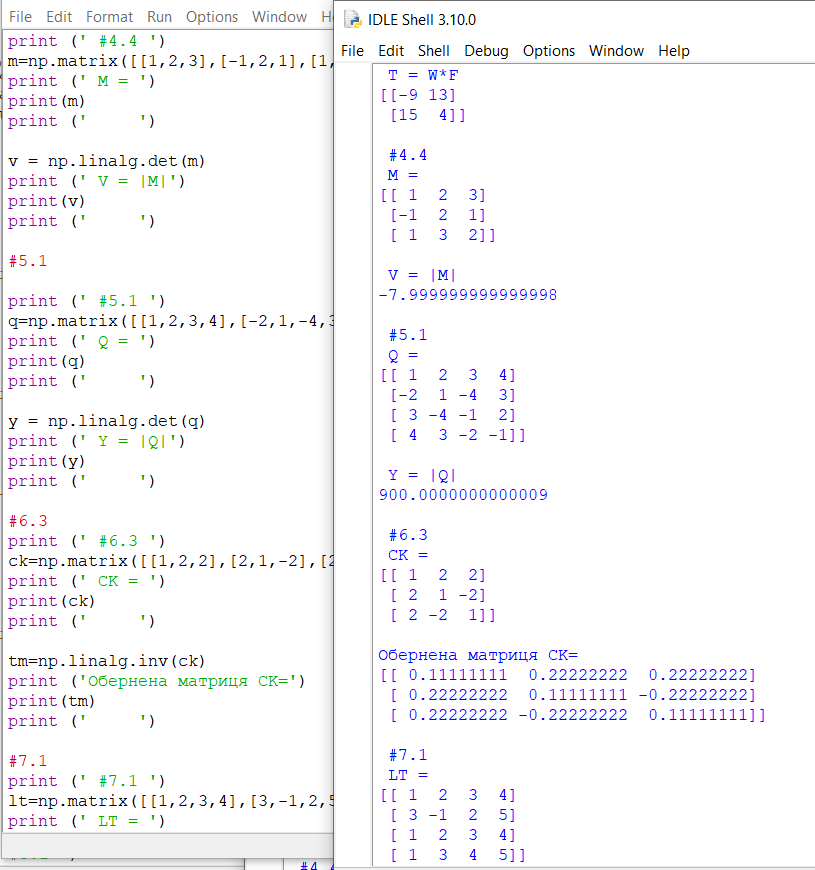 File Edit Format Run Options Window
print (' #4.4 ')
m=np.matrix([[1,2,3],[-1,2,1],[1,
print (' M = ')
print(m)
print ('     ')
v = np.linalg.det(m)
print (' V = |M|')
print(v)
print ('     ')
#5.1
print (' #5.1 ')
q=np.matrix([[1,2,3,4],[-2,1,-4,3
print (' Q = ')
print(q)
print ('     ')
y = np.linalg.det(q)
print (' Y = |Q|')
print(y)
print ('     ')
#6.3
print (' #6.3 ')
ck=np.matrix([[1,2,2],[2,1,-2],[2
print (' CK = ')
print(ck)
print ('     ')
tm=np.linalg.inv(ck)
print ('Обернена матриця CK=')
print(tm)
print ('     ')
#7.1
print (' #7.1 ')
lt=np.matrix([[1,2,3,4],[3,-1,2,5
print (' LT = ')
IDLE Shell 3.10.0
File Edit Shell Debug Options Window Help
T = W*F
[[-9 13]
[15  4]]
#4.4
M =
[[ 1  2  3]
[-1  2  1]
[ 1  3  2]]
V = |M|
-7.999999999999998
#5.1
Q =
[[ 1  2  3  4]
[-2  1 -4  3]
[ 3 -4 -1  2]
[ 4  3 -2 -1]]
Y = |Q|
900.0000000000009
#6.3
CK =
[[ 1  2  2]
[ 2  1 -2]
[ 2 -2  1]]
Обернена матриця CK=
[[ 0.11111111  0.22222222  0.22222222]
[ 0.22222222  0.11111111 -0.22222222]
[ 0.22222222 -0.22222222  0.11111111]]
#7.1
LT =
[[ 1  2  3  4]
[ 3 -1  2  5]
[ 1  2  3  4]
[ 1  3  4  5]]